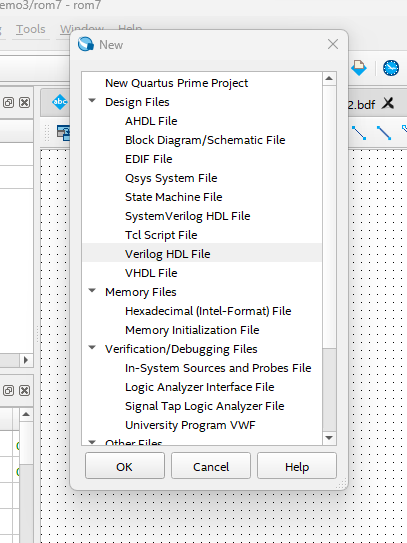 emo3/rom7 - rom7
Tools Window Help
New
abc
2.bdf
New Quartus Prime Project
Design Files
AHDL File
Block Diagram/Schematic File
EDIF File
Qsys System File
State Machine File
SystemVerilog HDL File
Tcl Script File
Verilog HDL File
VHDL File
Memory Files
Hexadecimal (Intel-Format) File
Memory Initialization File
Verification/Debugging Files
In-System Sources and Probes File
Logic Analyzer Interface File
Signal Tap Logic Analyzer File
University Program VWF
Other Files
OK Cancel Help